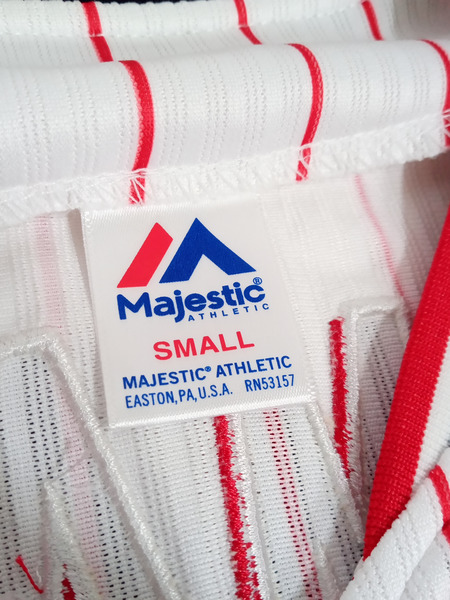 Majestic®
ATHLETIC
SMALL
MAJESTIC® ATHLETIC
EASTON, PA, U.S.A. RN53157